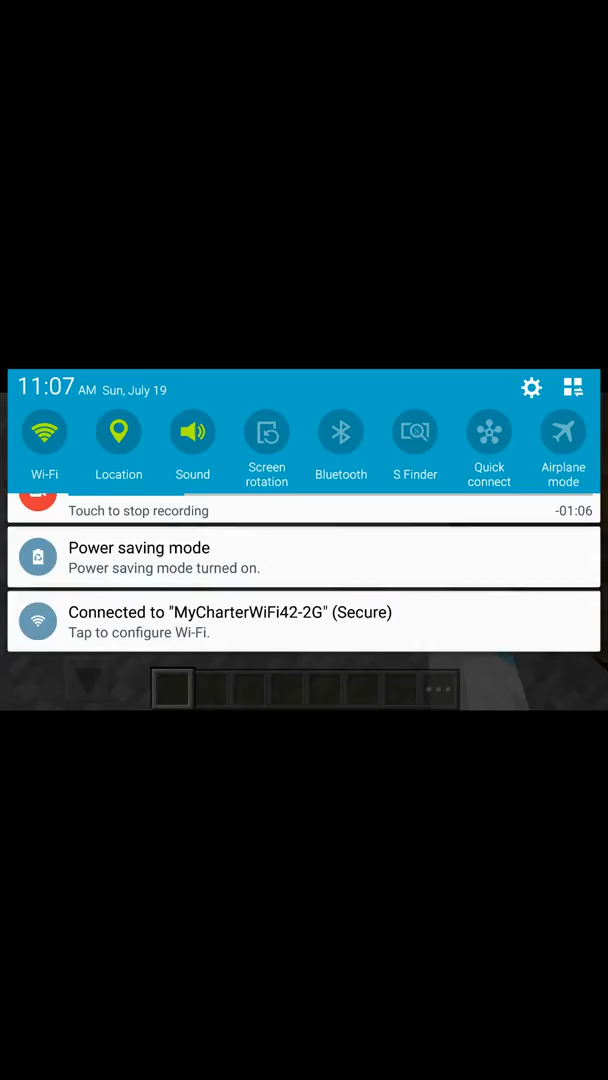 11:07 AM Sun, July 19
Wi-Fi
Location
Sound
Screen
rotation
Bluetooth
S Finder
Quick
connect
Airplane
mode
Touch to stop recording -01:06
Power saving mode
Power saving mode turned on.
Connected to "MyCharterWiFi42-2G" (Secure)
Tap to configure Wi-Fi.